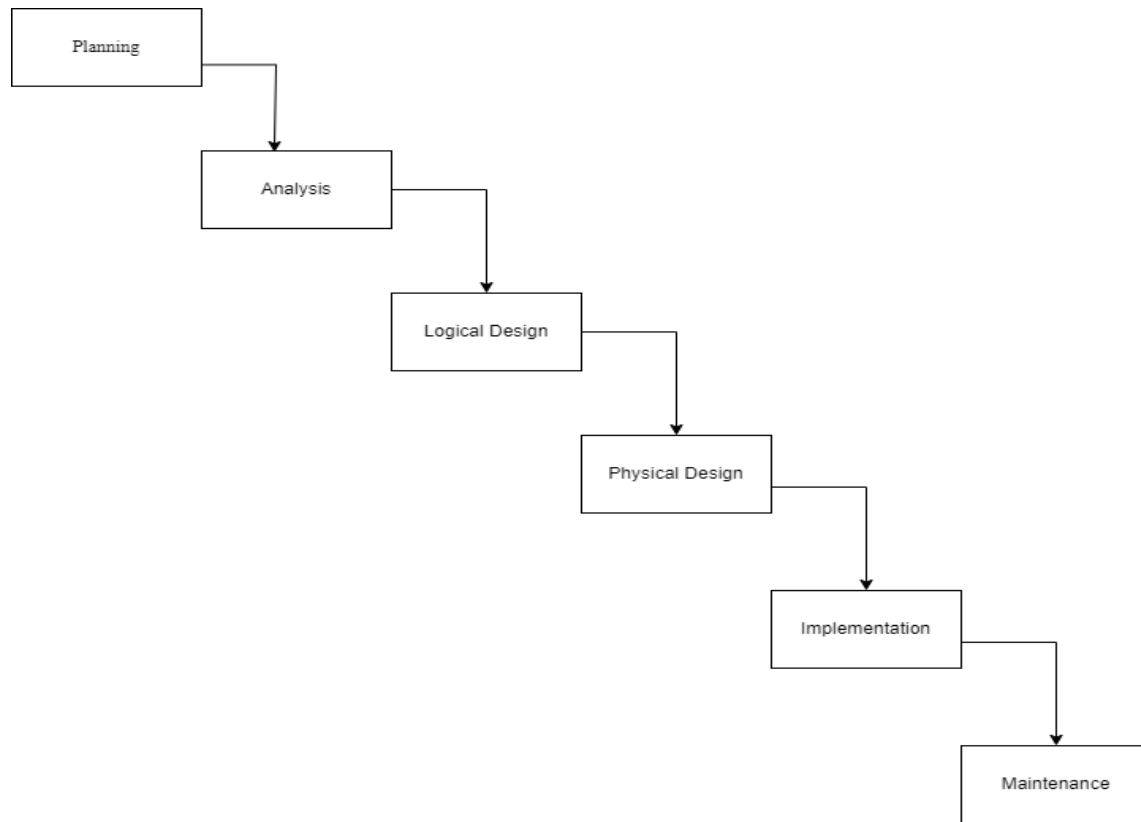 Planning
Analysis
Logical Design
Physical Design
Implementation
Maintenance